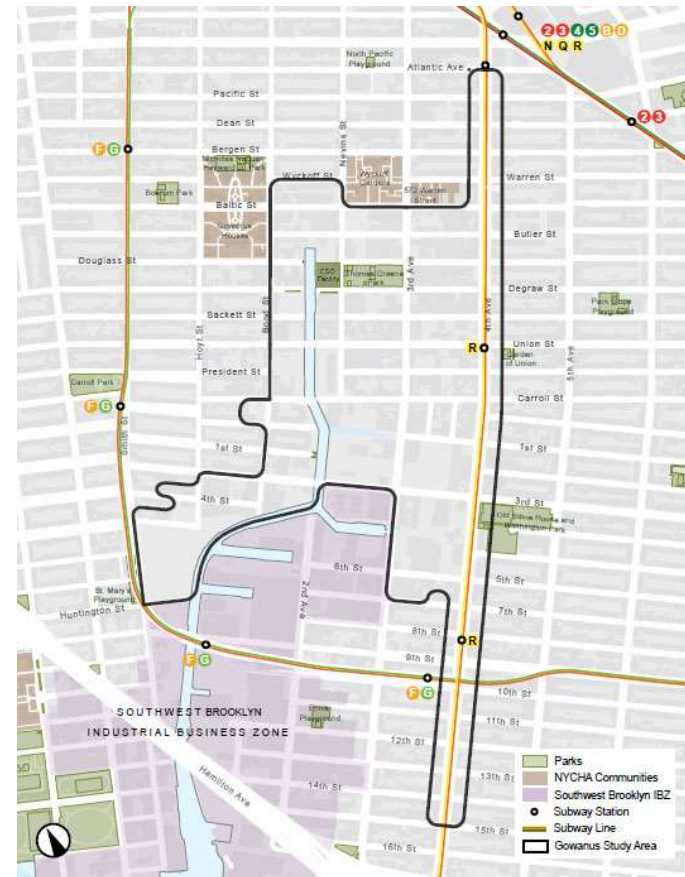 2 3 4 5 B D
N Q R
North Pacific
Playground
Atlantic Ave
Pacific St
2 3
Dean St
Nevins St
F G
Bergen St
Park
Wyckoff St
Wyckoff
Gardens
Warren St
572 Warren
Street
Boerum Park
Baltic St
Gowanus
Houses
Butler St
Douglass St
CSO
Facility
Thomas Greene
Park
3rd Ave
Degraw St
4th Ave
Park Slope
Playground
Sackett St
Bond St
Hoyt St
Union St
R
Garden
of Union
5th Ave
President St
Carroll Park
Carroll St
F G
Smith St
1st St
1st St
4th St
3rd St
Old Stone House and
Washington Park
6th St
5th St
St. Mary's
Playground
2nd Ave
7th St
Huntington St
8th St
R
9th St
F G
F G
10th St
SOUTHWEST BROOKLYN
INDUSTRIAL BUSINESS ZONE
Playground
11th St
12th St
Hamilton Ave
14th St
13th St
15th St
16th St
Parks
NYCHA Communities
Southwest Brooklyn IBZ
Subway Station
Subway Line
Gowanus Study Area